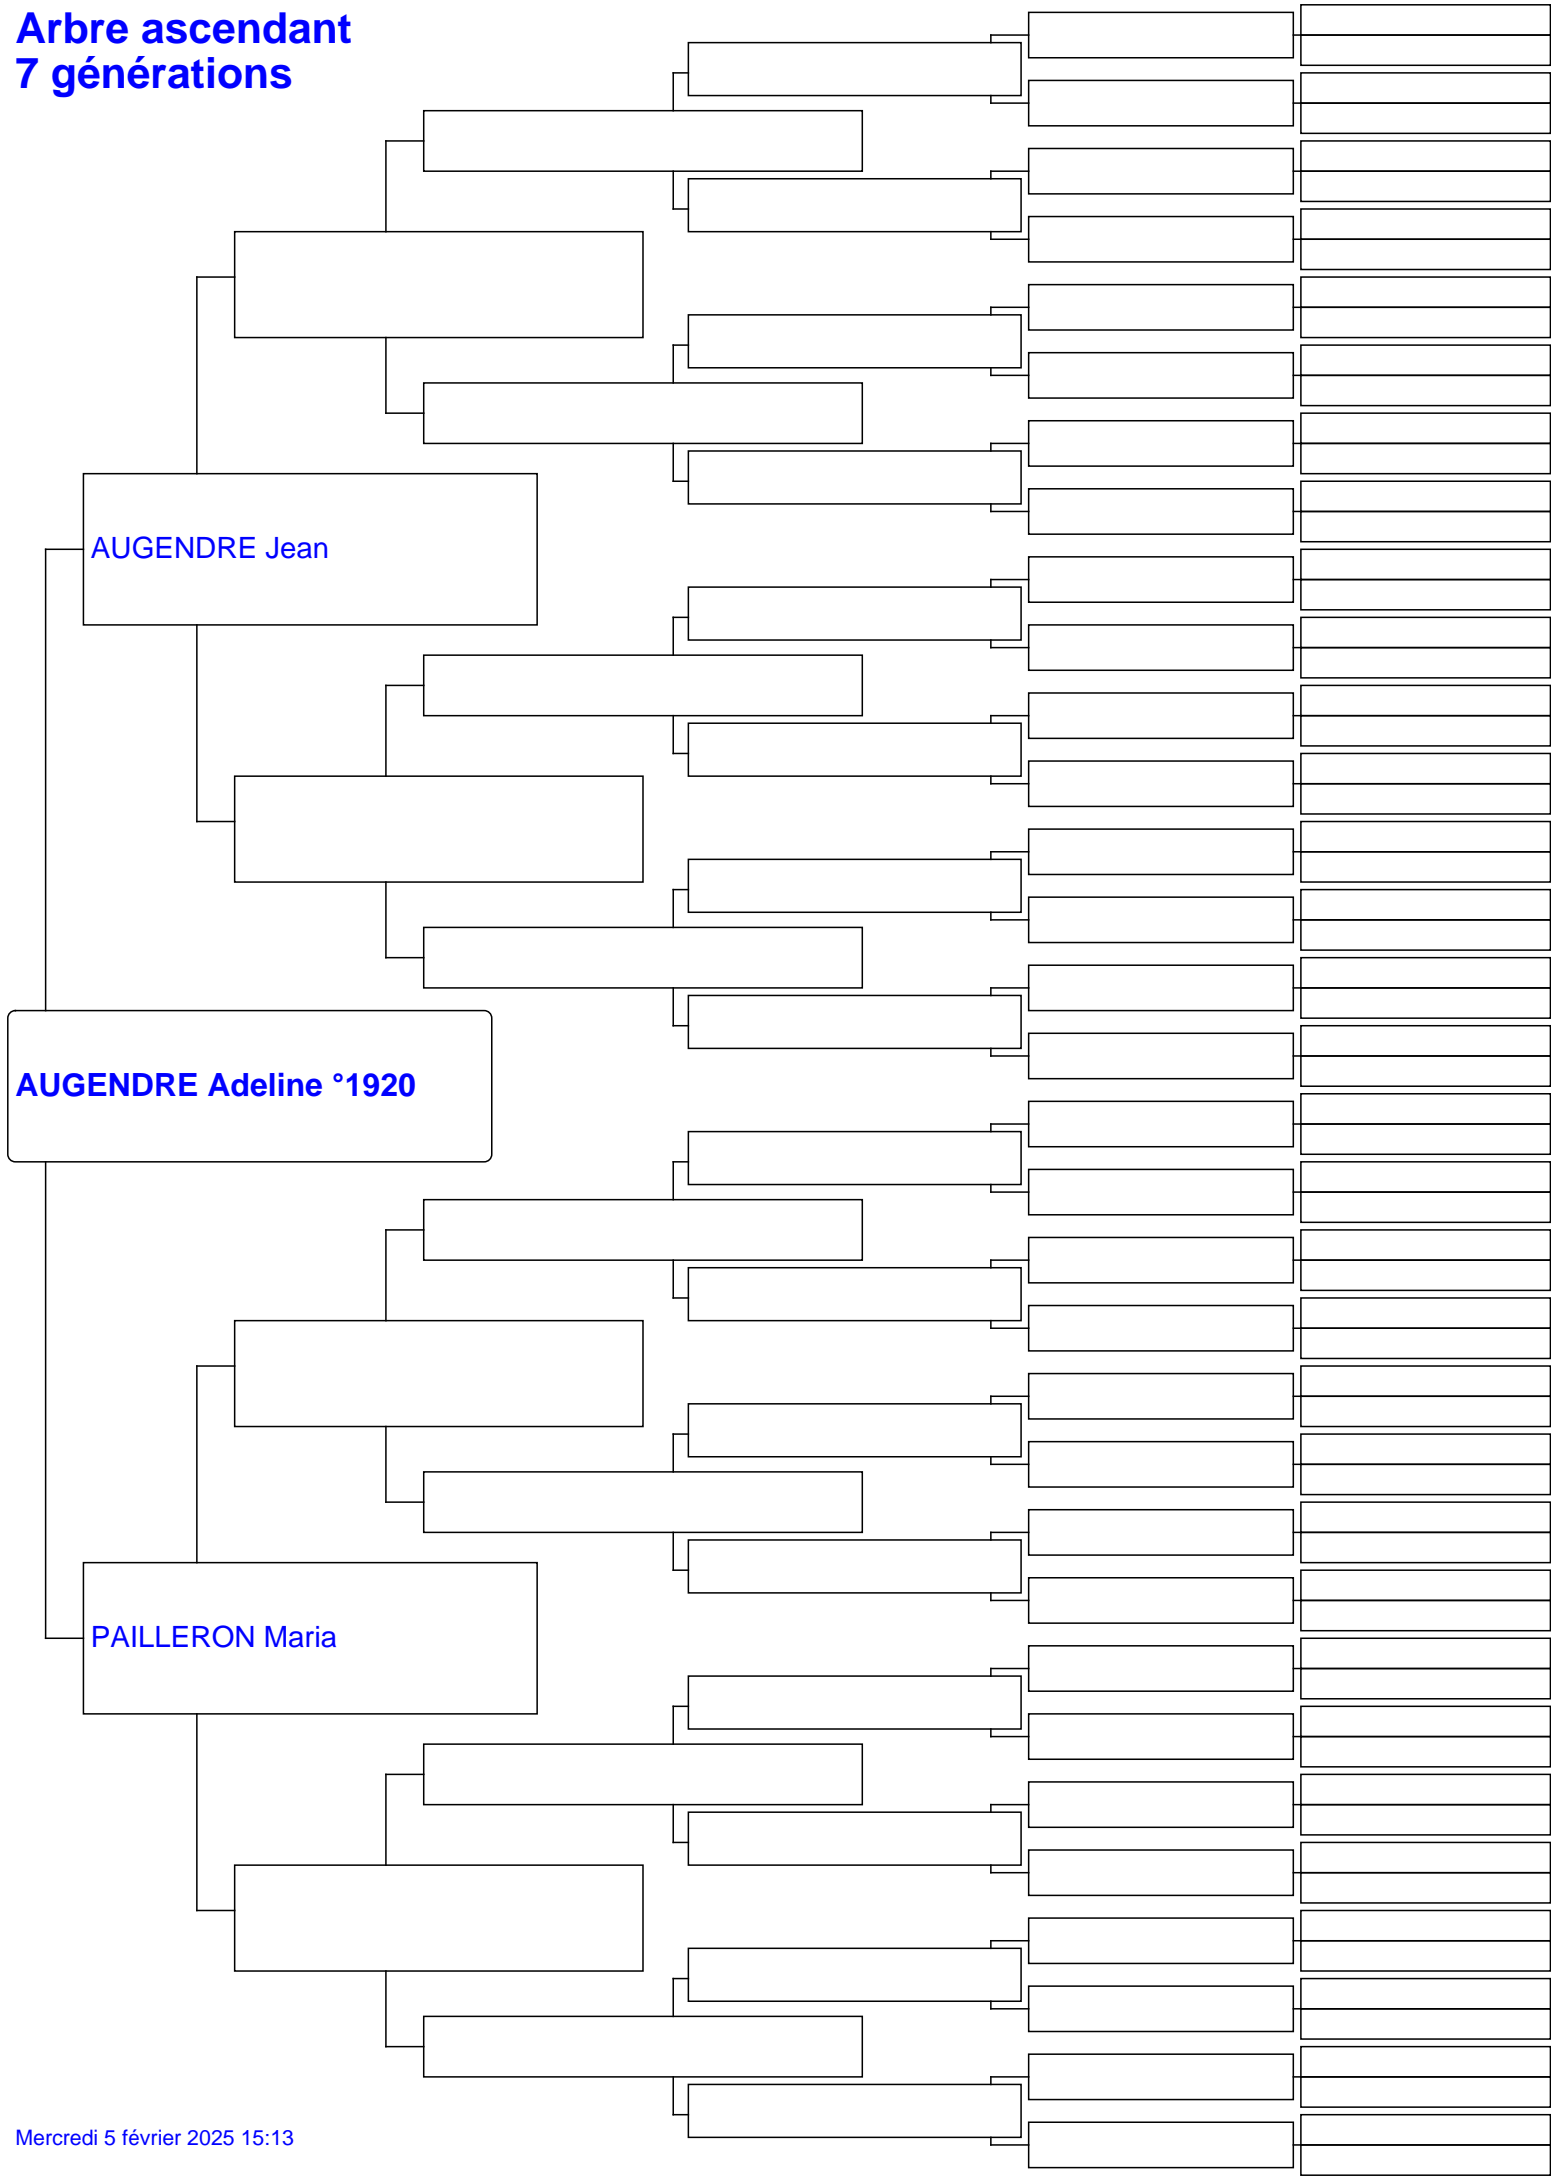 Arbre ascendant
7 générations
AUGENDRE Jean
AUGENDRE Adeline °1920
PAILLERON Maria
Mercredi 5 février 2025 15:13